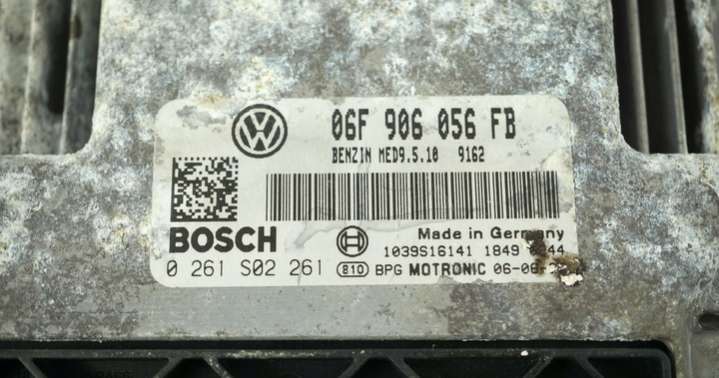 06F 906 056 FB
BENZIN MED9.5.10 9162
BOSCH
Made in Germany
1039S16141 1849
0 261 S02 261 810 BPG MOTRONIC